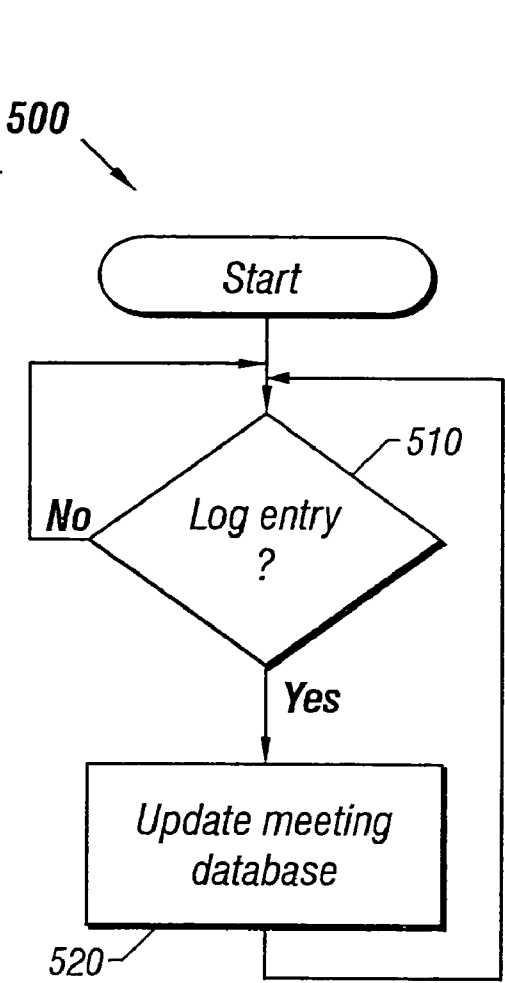 500
Start
510
No
Log entry
?
Yes
Update meeting
database
520